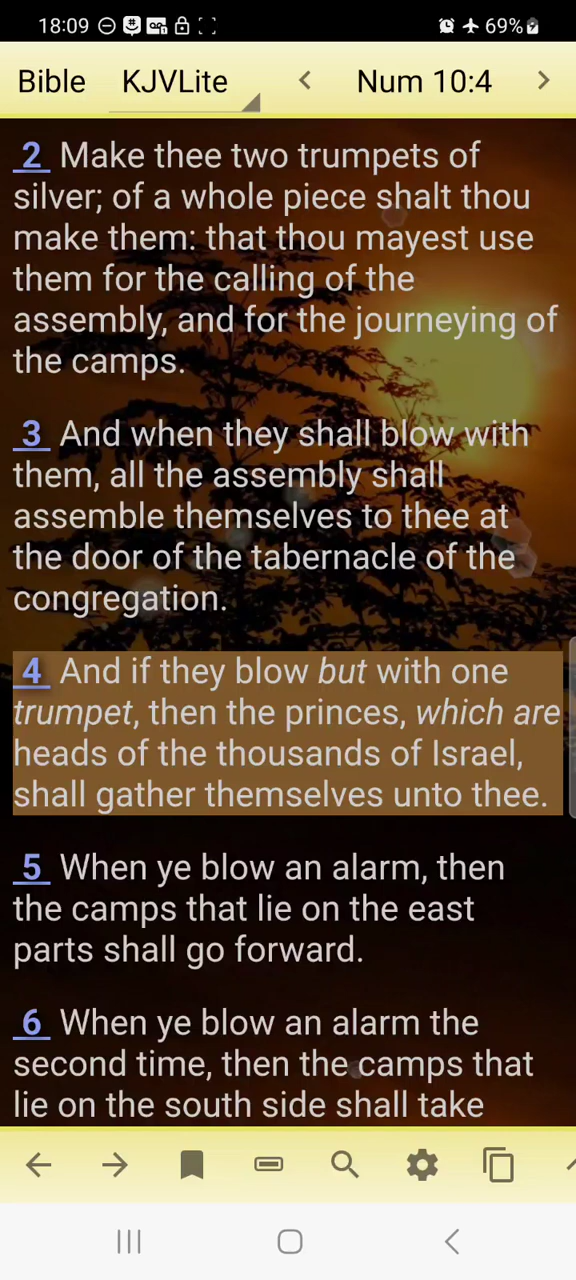 18:09
69%
Bible KJVLite Num 10:4
2 Make thee two trumpets of
silver; of a whole piece shalt thou
make them: that thou mayest use
them for the calling of the
assembly, and for the journeying of
the camps.
3 And when they shall blow with
them, all the assembly shall
assemble themselves to thee at
the door of the tabernacle of the
congregation.
4 And if they blow but with one
trumpet, then the princes, which are
heads of the thousands of Israel,
shall gather themselves unto thee.
5 When ye blow an alarm, then
the camps that lie on the east
parts shall go forward.
6 When ye blow an alarm the
second time, then the camps that
lie on the south side shall take